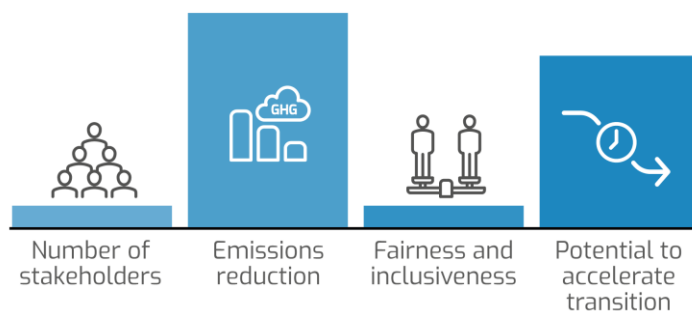 GHG
Number of
stakeholders
Emissions
reduction
Fairness and
inclusiveness
Potential to
accelerate
transition